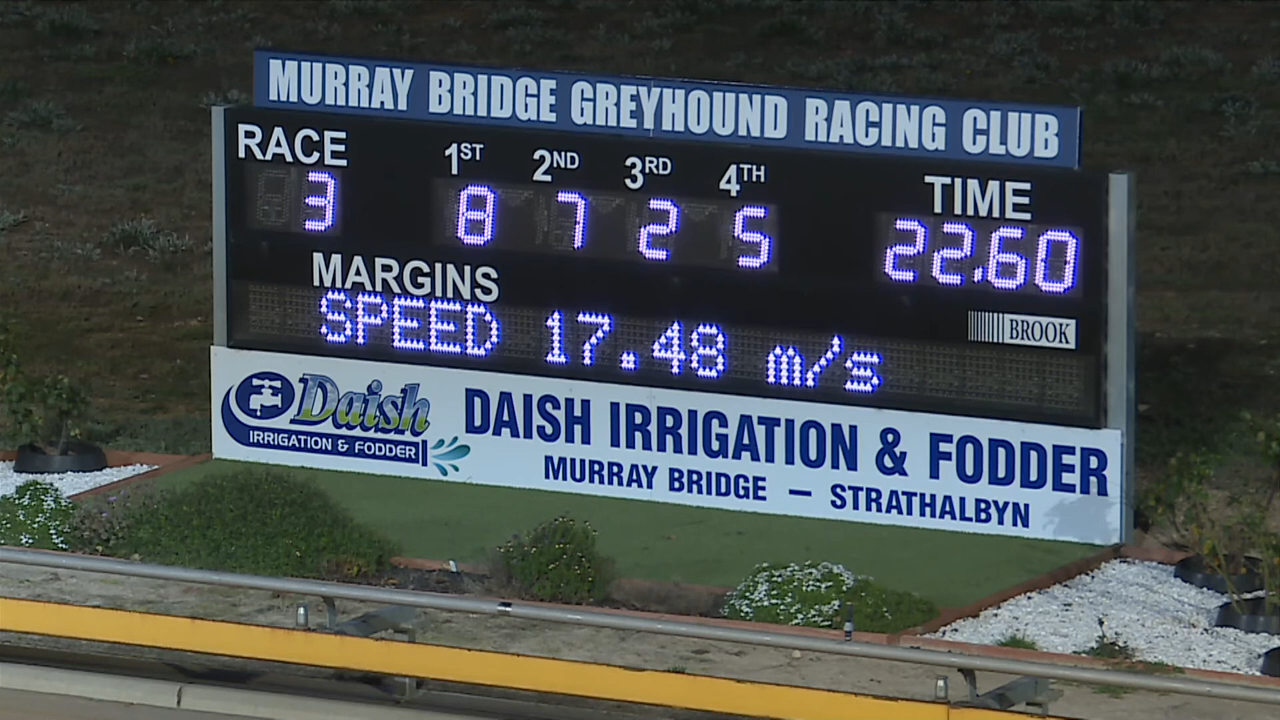 MURRAY BRIDGE GREYHOUND RACING CLUB
RACE 1ST 2ND 3RD 4TH TIME
3 8 7 2 5 22.60
MARGINS
SPEED 17.48 m/s
BROOK
Daish
IRRIGATION & FODDER
DAISH IRRIGATION & FODDER
MURRAY BRIDGE – STRATHALBYN